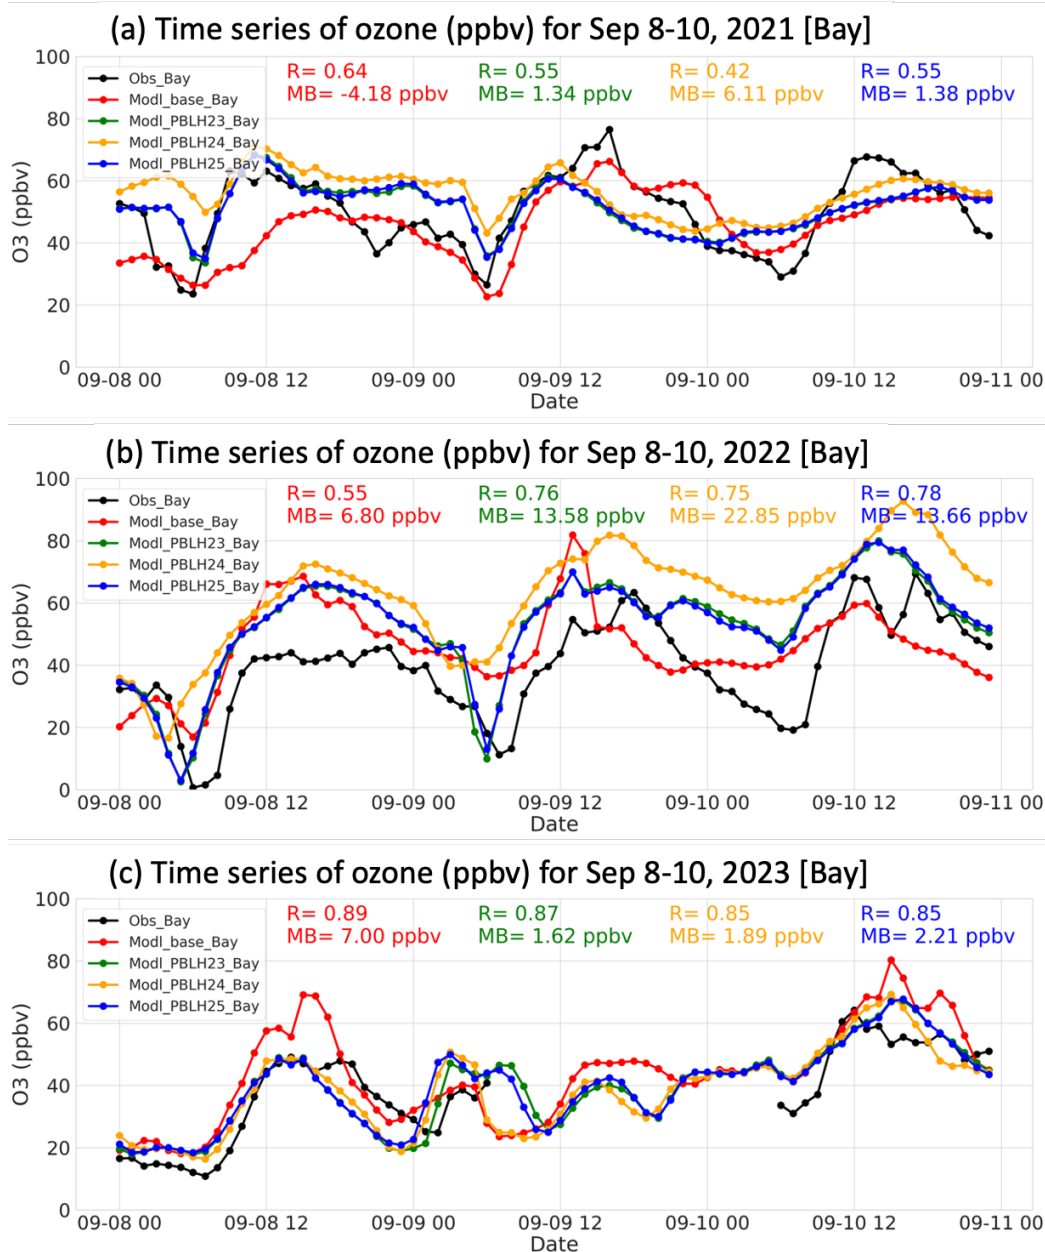 (a) Time series of ozone (ppbv) for Sep 8-10, 2021 [Bay]
R= 0.64 R= 0.55 R= 0.42 R= 0.55
MB= -4.18 ppbv MB= 1.34 ppbv MB= 6.11 ppbv MB= 1.38 ppbv
Obs_Bay
Modl_base_Bay
Modl_PBLH23_Bay
Modl_PBLH24_Bay
Modl_PBLH25_Bay
O3 (ppbv)
100
80
60
40
20
0
09-08 00 09-08 12 09-09 00 09-09 12 09-10 00 09-10 12 09-11 00
Date
(b) Time series of ozone (ppbv) for Sep 8-10, 2022 [Bay]
R= 0.55 R= 0.76 R= 0.75 R= 0.78
MB= 6.80 ppbv MB= 13.58 ppbv MB= 22.85 ppbv MB= 13.66 ppbv
Obs_Bay
Modl_base_Bay
Modl_PBLH23_Bay
Modl_PBLH24_Bay
Modl_PBLH25_Bay
O3 (ppbv)
100
80
60
40
20
0
09-08 00 09-08 12 09-09 00 09-09 12 09-10 00 09-10 12 09-11 00
Date
(c) Time series of ozone (ppbv) for Sep 8-10, 2023 [Bay]
R= 0.89 R= 0.87 R= 0.85 R= 0.85
MB= 7.00 ppbv MB= 1.62 ppbv MB= 1.89 ppbv MB= 2.21 ppbv
Obs_Bay
Modl_base_Bay
Modl_PBLH23_Bay
Modl_PBLH24_Bay
Modl_PBLH25_Bay
O3 (ppbv)
100
80
60
40
20
0
09-08 00 09-08 12 09-09 00 09-09 12 09-10 00 09-10 12 09-11 00
Date